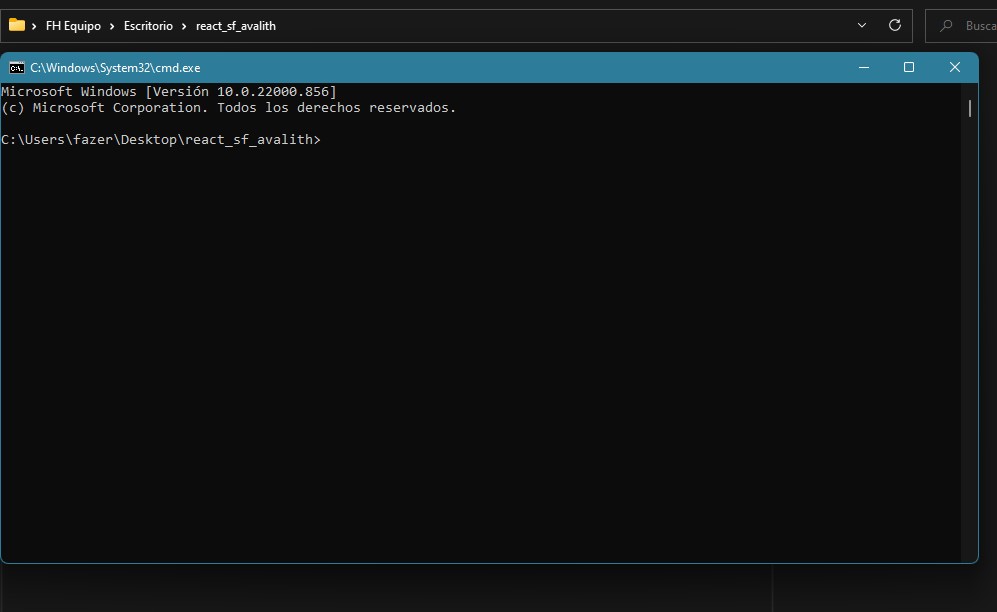 FH Equipo > Escritorio > react_sf_avalith
Busca
C:\Windows\System32\cmd.exe
Microsoft Windows [Versión 10.0.22000.856]
(c) Microsoft Corporation. Todos los derechos reservados.
C:\Users\fazer\Desktop\react_sf_avalith>